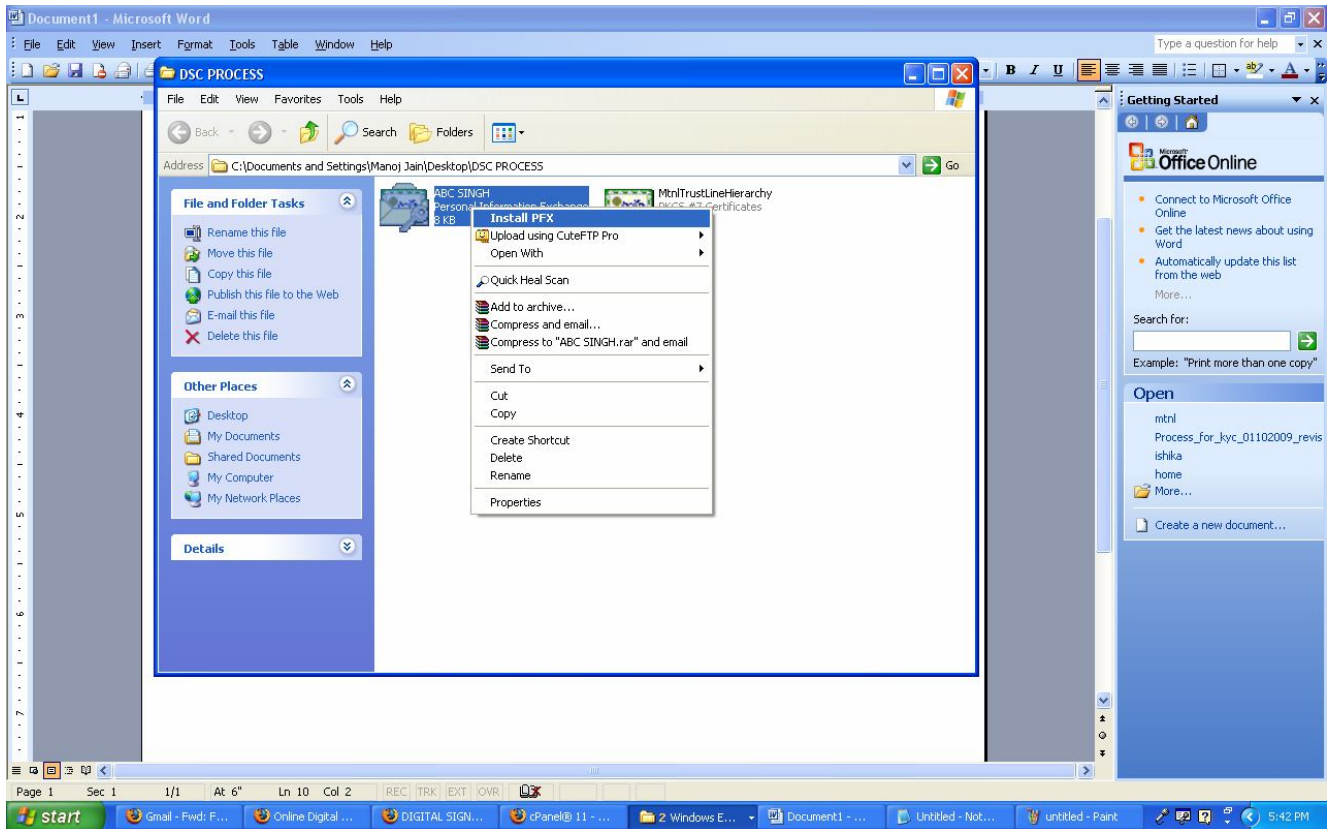 Document1 - Microsoft Word
File Edit View Insert Format Tools Table Window Help
Type a question for help
DSC PROCESS
B I U
File Edit View Favorites Tools Help
Back Search Folders
Address C:\Documents and Settings\Manoj Jain\Desktop\DSC PROCESS Go
File and Folder Tasks
Rename this file
Move this file
Copy this file
Publish this file to the Web
E-mail this file
Delete this file
Other Places
Desktop
My Documents
Shared Documents
My Computer
My Network Places
Details
ABC SINGH
Personal Information Exchange
8 KB
MtnlTrustLineHierarchy
PKCS #7 Certificates
Install PFX
Upload using CuteFTP Pro
Open With
Quick Heal Scan
Add to archive...
Compress and email...
Compress to "ABC SINGH.rar" and email
Send To
Cut
Copy
Create Shortcut
Delete
Rename
Properties
Getting Started
Microsoft
Office Online
Connect to Microsoft Office
Online
Get the latest news about using
Word
Automatically update this list
from the web
More...
Search for:
Example: "Print more than one copy"
Open
mtnl
Process_for_kyc_01102009_revis
ishika
home
More...
Create a new document...
Page 1 Sec 1 1/1 At 6" Ln 10 Col 2 REC TRK EXT OVR
start Gmail - Fwd: F... Online Digital ... DIGITAL SIGN... cPanel® 11 - ... 2 Windows E... Document1 - ... Untitled - Not... untitled - Paint 5:42 PM